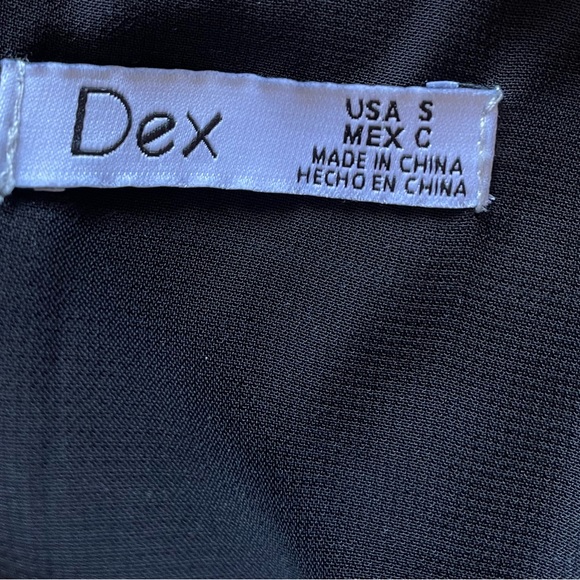 Dex
USA S
MEX C
MADE IN CHINA
HECHO EN CHINA